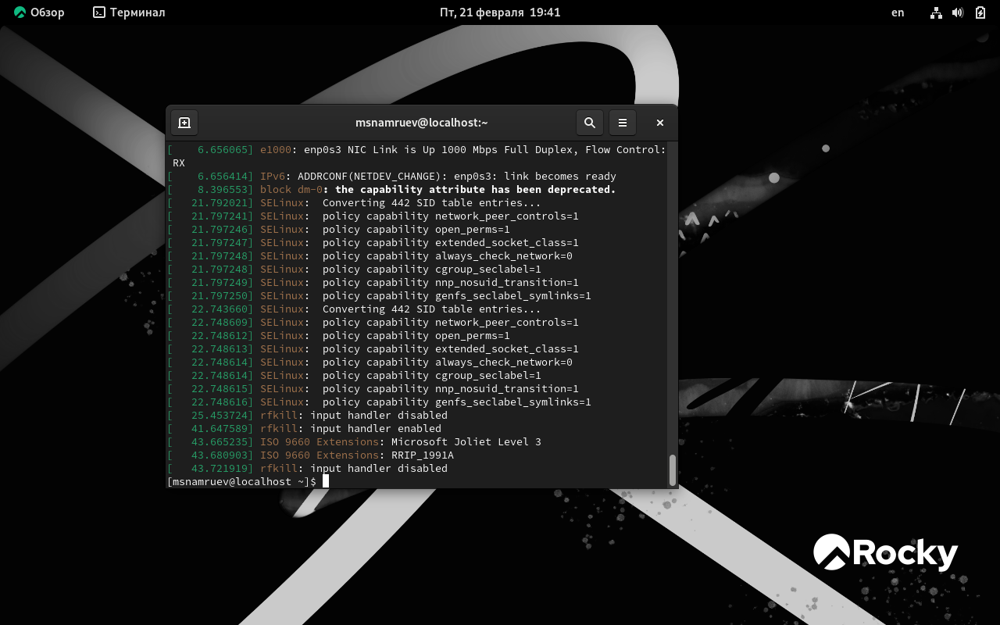 Обзор Терминал Пт, 21 февраля 19:41 en
msnamruev@localhost:~
[    6.656065] e1000: enp0s3 NIC Link is Up 1000 Mbps Full Duplex, Flow Control:
 RX
[    6.656414] IPv6: ADDRCONF(NETDEV_CHANGE): enp0s3: link becomes ready
[    8.396553] block dm-0: the capability attribute has been deprecated.
[   21.792021] SELinux:  Converting 442 SID table entries...
[   21.797241] SELinux:  policy capability network_peer_controls=1
[   21.797246] SELinux:  policy capability open_perms=1
[   21.797247] SELinux:  policy capability extended_socket_class=1
[   21.797248] SELinux:  policy capability always_check_network=0
[   21.797248] SELinux:  policy capability cgroup_seclabel=1
[   21.797249] SELinux:  policy capability nnp_nosuid_transition=1
[   21.797250] SELinux:  policy capability genfs_seclabel_symlinks=1
[   22.743660] SELinux:  Converting 442 SID table entries...
[   22.748609] SELinux:  policy capability network_peer_controls=1
[   22.748612] SELinux:  policy capability open_perms=1
[   22.748613] SELinux:  policy capability extended_socket_class=1
[   22.748614] SELinux:  policy capability always_check_network=0
[   22.748614] SELinux:  policy capability cgroup_seclabel=1
[   22.748615] SELinux:  policy capability nnp_nosuid_transition=1
[   22.748616] SELinux:  policy capability genfs_seclabel_symlinks=1
[   25.453724] rfkill: input handler disabled
[   41.647589] rfkill: input handler enabled
[   43.665235] ISO 9660 Extensions: Microsoft Joliet Level 3
[   43.680903] ISO 9660 Extensions: RRIP_1991A
[   43.721919] rfkill: input handler disabled
[msnamruev@localhost ~]$
Rocky